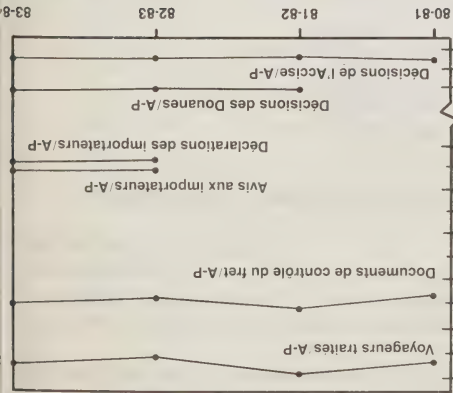 Voyageurs traités/A-P
Documents de contrôle du fret/A-P
Avis aux importateurs/A-P
Déclarations des importateurs/A-P
Décisions des Douanes/A-P
Décisions de l'Accise/A-P
80-81 81-82 82-83 83-84